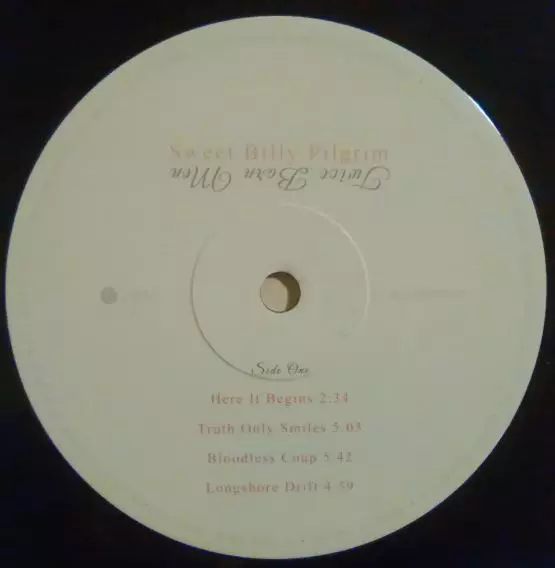 Sweet Billy Pilgrim
Twice Born Men
Side One
Here It Begins 2:34
Truth Only Smiles 5.03
Bloodless Coup 5.42
Longshore Drift 4.59